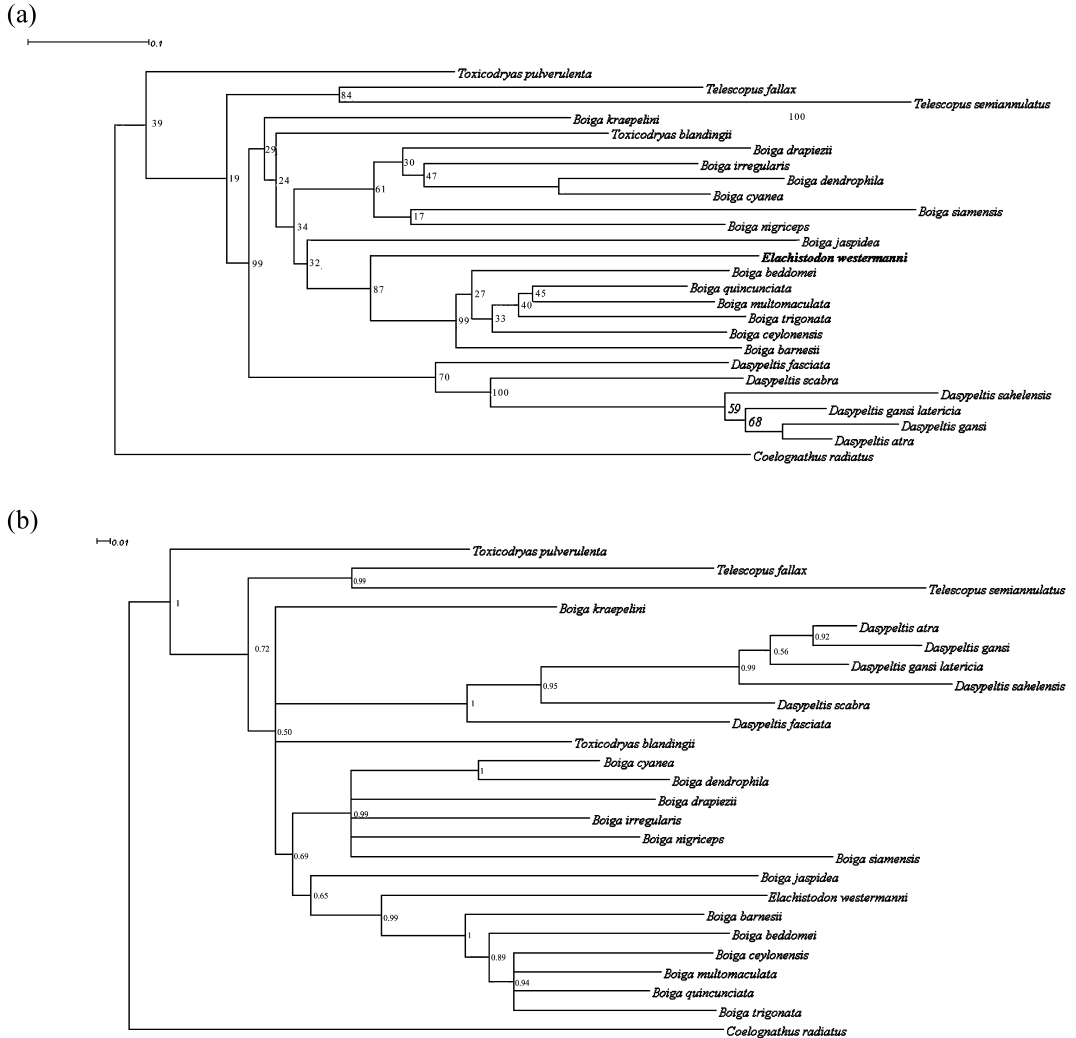 (a)
0.1
Toxicodryas pulverulenta
Telescopus fallax
84
Telescopus semiannulatus
39
Boiga kraepelini
100
Toxicodryas blandingii
29
Boiga drapiezii
30
Boiga irregularis
47
19
24
Boiga dendrophila
61
Boiga cyanea
Boiga siamensis
17
34
Boiga nigriceps
Boiga jaspidea
Elachistodon westermanni
99
32
Boiga beddomei
87
Boiga quincunciata
27
45
Boiga multomaculata
40
Boiga trigonata
99
33
Boiga ceylonensis
Boiga barnesii
Dasypeltis fasciata
70
Dasypeltis scabra
100
Dasypeltis sahelensis
59
Dasypeltis gansi latericia
68
Dasypeltis gansi
Dasypeltis atra
Coelognathus radiatus
(b)
0.01
Toxicodryas pulverulenta
Telescopus fallax
0.99
Telescopus semiannulatus
1
Boiga kraepelini
Dasypeltis atra
0.92
Dasypeltis gansi
0.72
0.56
Dasypeltis gansi latericia
0.99
0.95
Dasypeltis sahelensis
1
Dasypeltis scabra
Dasypeltis fasciata
0.50
Toxicodryas blandingii
Boiga cyanea
1
Boiga dendrophila
Boiga drapiezii
0.99
Boiga irregularis
Boiga nigriceps
0.69
Boiga siamensis
Boiga jaspidea
0.65
Elachistodon westermanni
0.99
Boiga barnesii
1
Boiga beddomei
0.89
Boiga ceylonensis
Boiga multomaculata
0.94
Boiga quincunciata
Boiga trigonata
Coelognathus radiatus